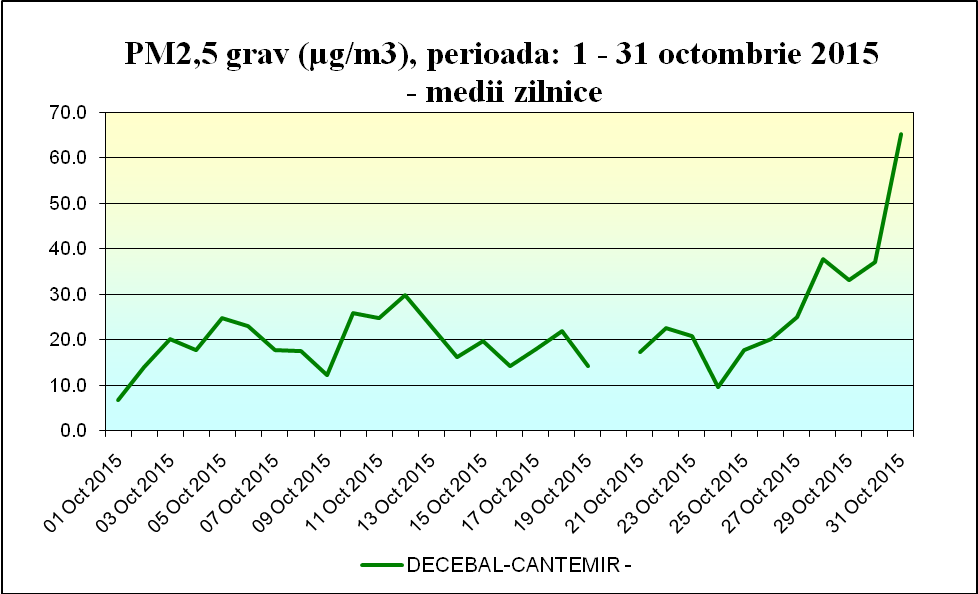 PM2,5 grav (µg/m3), perioada: 1 - 31 octombrie 2015
- medii zilnice
70.0
60.0
50.0
40.0
30.0
20.0
10.0
0.0
01 Oct 2015
03 Oct 2015
05 Oct 2015
07 Oct 2015
09 Oct 2015
11 Oct 2015
13 Oct 2015
15 Oct 2015
17 Oct 2015
19 Oct 2015
21 Oct 2015
23 Oct 2015
25 Oct 2015
27 Oct 2015
29 Oct 2015
31 Oct 2015
DECEBAL-CANTEMIR -